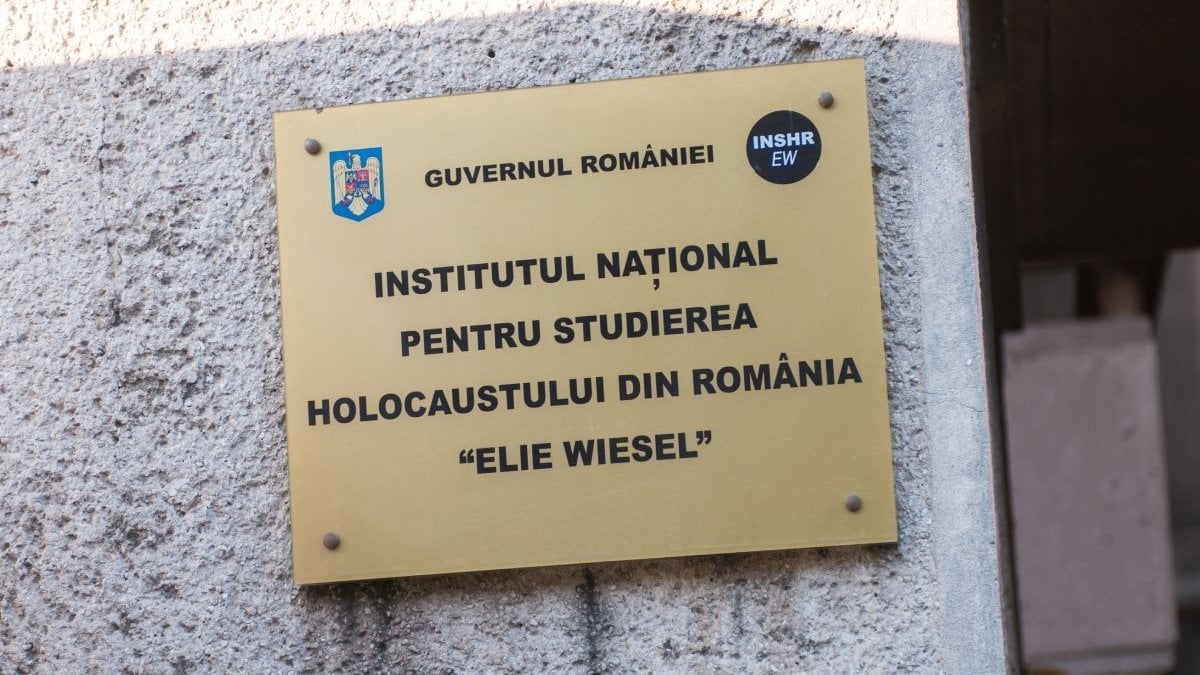 GUVERNUL ROMÂNIEI
INSHR
EW
INSTITUTUL NAȚIONAL
PENTRU STUDIEREA
HOLOCAUSTULUI DIN ROMÂNIA
“ELIE WIESEL”